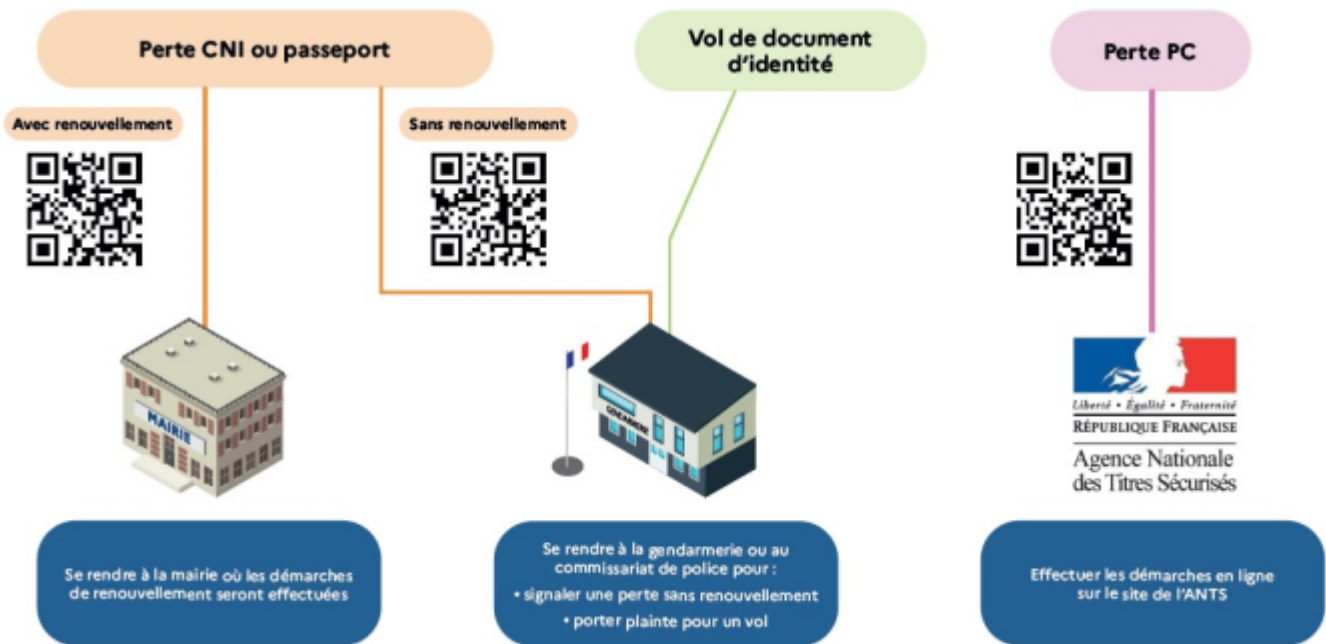 Perte CNI ou passeport
Vol de document
d'identité
Perte PC
Avec renouvellement
Sans renouvellement
MAIRIE
GENDARMERIE
Liberté • Égalité • Fraternité
RÉPUBLIQUE FRANÇAISE
Agence Nationale
des Titres Sécurisés
Se rendre à la mairie où les démarches
de renouvellement seront effectuées
Se rendre à la gendarmerie ou au
commissariat de police pour :
• signaler une perte sans renouvellement
• porter plainte pour un vol
Effectuer les démarches en ligne
sur le site de l'ANTS